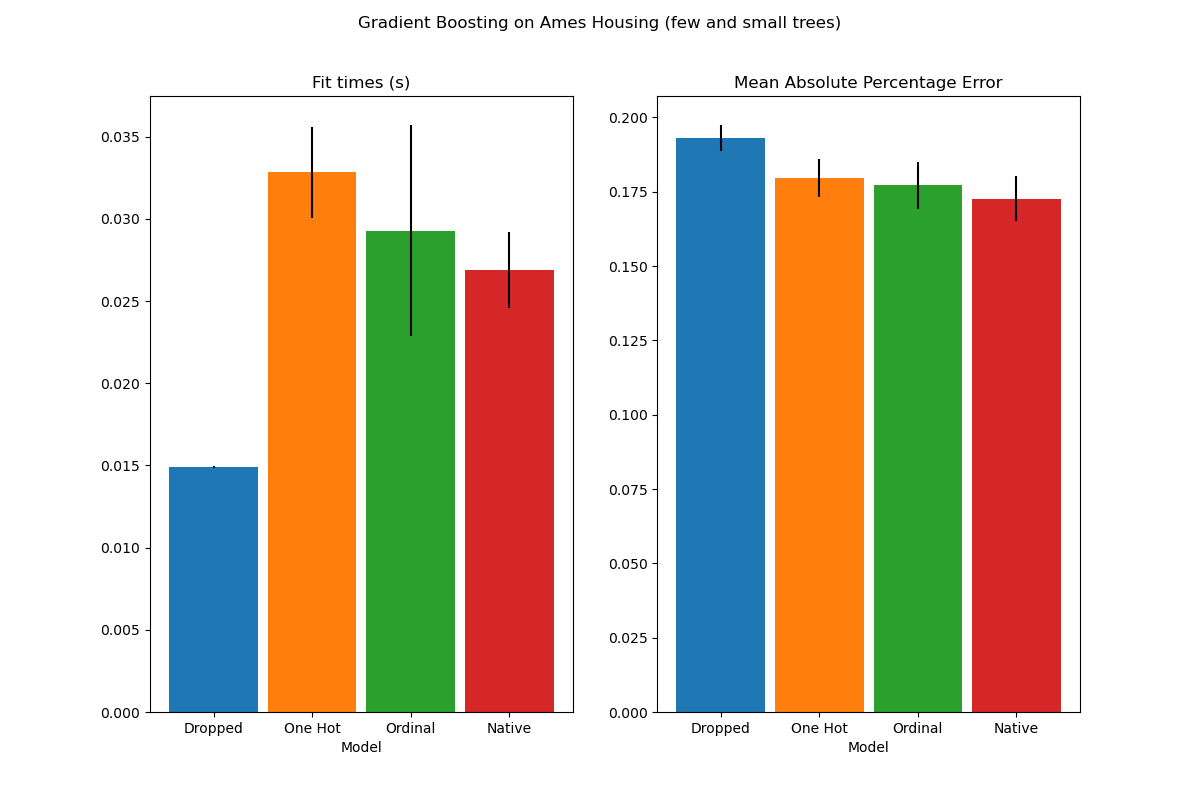 Gradient Boosting on Ames Housing (few and small trees)
Fit times (s)
0.035
0.030
0.025
0.020
0.015
0.010
0.005
0.000
Dropped One Hot Ordinal Native
Model
Mean Absolute Percentage Error
0.200
0.175
0.150
0.125
0.100
0.075
0.050
0.025
0.000
Dropped One Hot Ordinal Native
Model